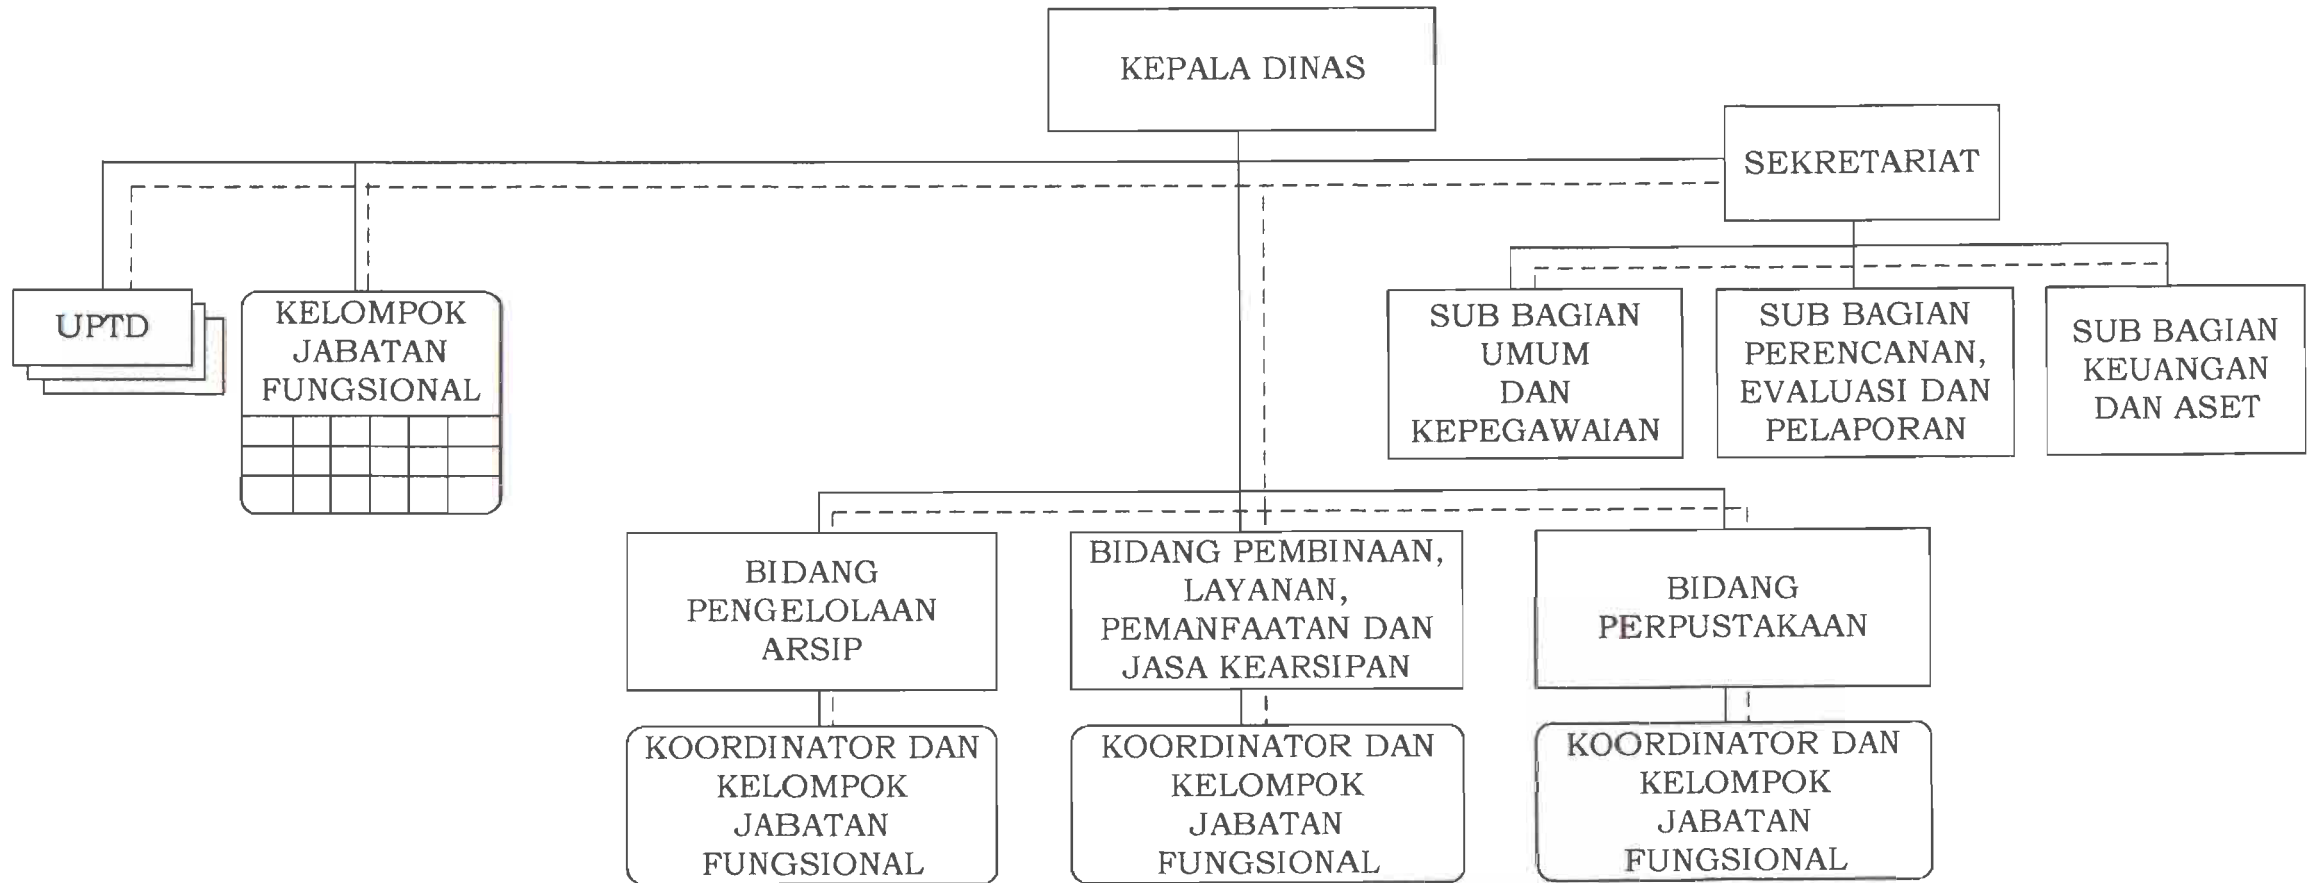 KEPALA DINAS
SEKRETARIAT
UPTD
KELOMPOK
JABATAN
FUNGSIONAL
SUB BAGIAN
UMUM
DAN
KEPEGAWAIAN
SUB BAGIAN
PERENCANAN,
EVALUASI DAN
PELAPORAN
SUB BAGIAN
KEUANGAN
DAN ASET
BIDANG
PENGELOLAAN
ARSIP
BIDANG PEMBINAAN,
LAYANAN,
PEMANFAATAN DAN
JASA KEARSIPAN
BIDANG
PERPUSTAKAAN
KOORDINATOR DAN
KELOMPOK
JABATAN
FUNGSIONAL
KOORDINATOR DAN
KELOMPOK
JABATAN
FUNGSIONAL
KOORDINATOR DAN
KELOMPOK
JABATAN
FUNGSIONAL